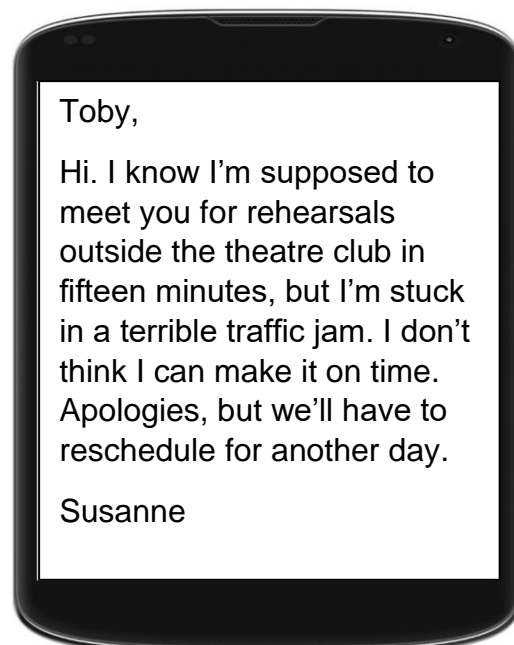 Toby,
Hi. I know I’m supposed to
meet you for rehearsals
outside the theatre club in
fifteen minutes, but I’m stuck
in a terrible traffic jam. I don’t
think I can make it on time.
Apologies, but we’ll have to
reschedule for another day.
Susanne